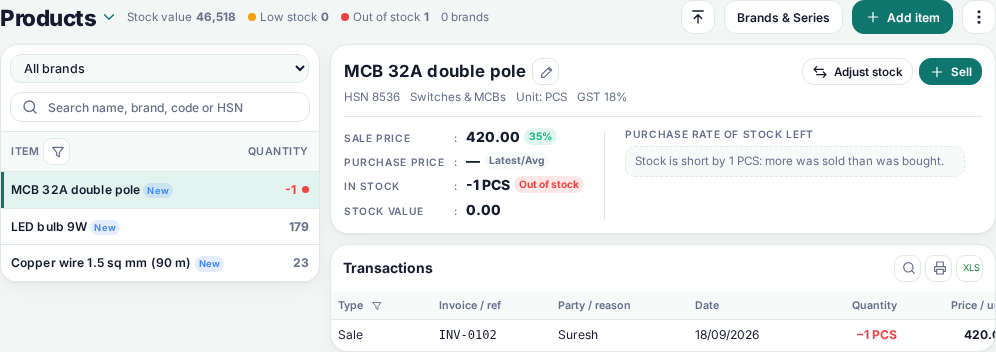 Products Stock value 46,518 Low stock 0 Out of stock 1 0 brands Brands & Series Add item
All brands
Search name, brand, code or HSN
ITEM QUANTITY
MCB 32A double pole New -1
LED bulb 9W New 179
Copper wire 1.5 sq mm (90 m) New 23
MCB 32A double pole Adjust stock Sell
HSN 8536 Switches & MCBs Unit: PCS GST 18%
SALE PRICE : 420.00 35%
PURCHASE PRICE : — Latest/Avg
IN STOCK : -1 PCS Out of stock
STOCK VALUE : 0.00
PURCHASE RATE OF STOCK LEFT
Stock is short by 1 PCS: more was sold than was bought.
Transactions XLS
Type Invoice / ref Party / reason Date Quantity Price /
Sale INV-0102 Suresh 18/09/2026 −1 PCS